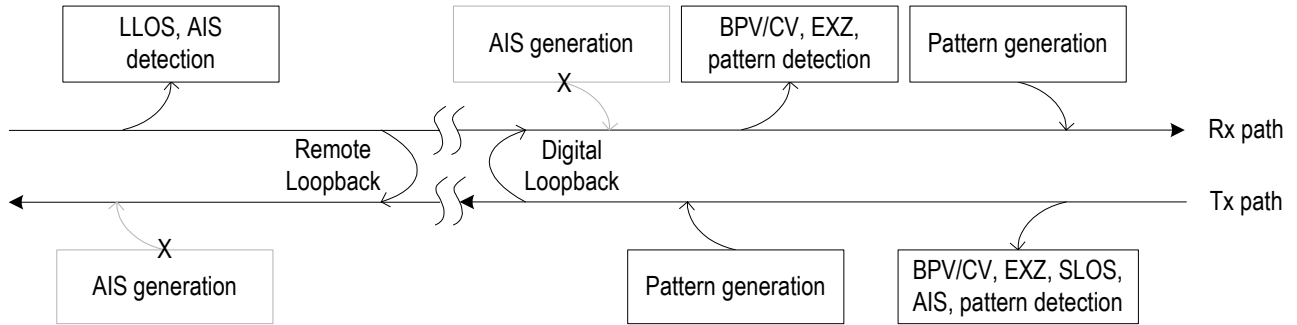 LLOS, AIS
detection
AIS generation
BPV/CV, EXZ,
pattern detection
Pattern generation
X
Rx path
Remote
Loopback
Digital
Loopback
Tx path
X
AIS generation
Pattern generation
BPV/CV, EXZ, SLOS,
AIS, pattern detection